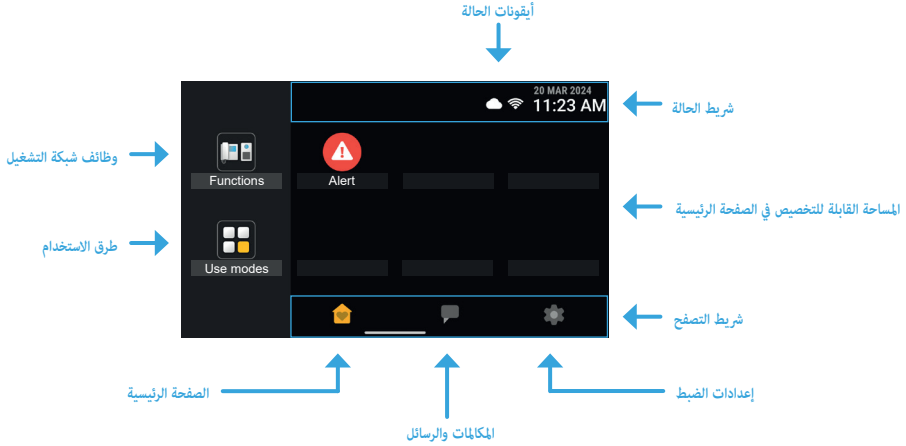 أيقونات الحالة
20 MAR 2024
11:23 AM
شريط الحالة
وظائف شبكة التشغيل
Functions
Alert
المساحة القابلة للتخصيص في الصفحة الرئيسية
طرق الاستخدام
Use modes
شريط التصفح
الصفحة الرئيسية
إعدادات الضبط
المكالمات والرسائل